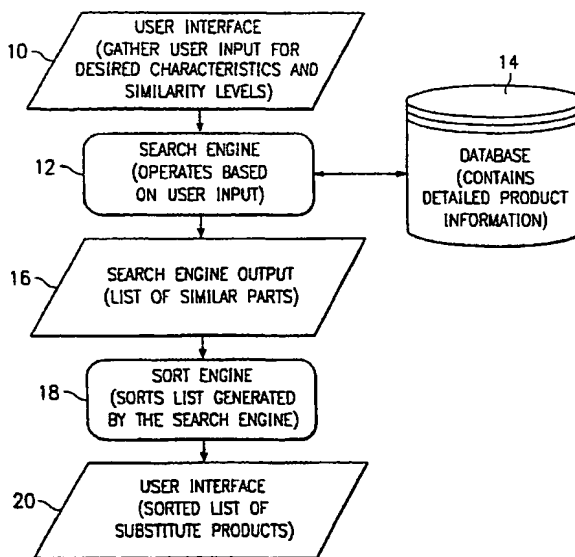 10
USER INTERFACE
(GATHER USER INPUT FOR
DESIRED CHARACTERISTICS AND
SIMILARITY LEVELS)
12
SEARCH ENGINE
(OPERATES BASED
ON USER INPUT)
14
DATABASE
(CONTAINS
DETAILED PRODUCT
INFORMATION)
16
SEARCH ENGINE OUTPUT
(LIST OF SIMILAR PARTS)
18
SORT ENGINE
(SORTS LIST GENERATED
BY THE SEARCH ENGINE)
20
USER INTERFACE
(SORTED LIST OF
SUBSTITUTE PRODUCTS)